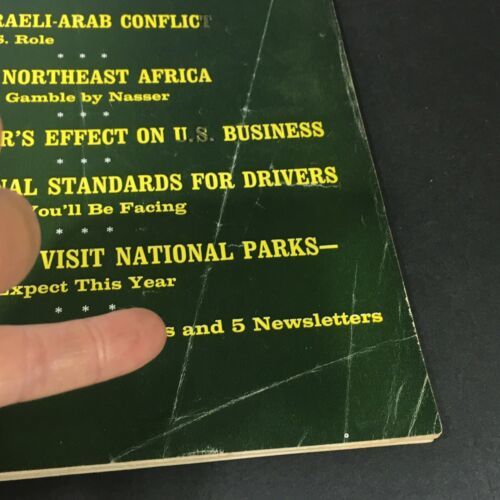 RAELI-ARAB CONFLICT
S. Role
* * *
NORTHEAST AFRICA
Gamble by Nasser
* * *
R'S EFFECT ON U.S. BUSINESS
* * *
NAL STANDARDS FOR DRIVERS
You'll Be Facing
* * *
VISIT NATIONAL PARKS—
Expect This Year
* * *
s and 5 Newsletters